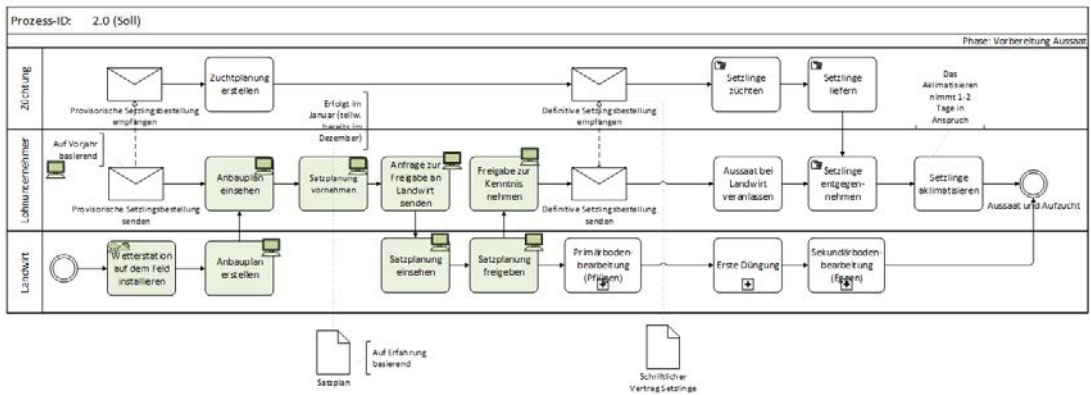 Prozess-ID: 2.0 (Soll)
Phase: Vorbereitung Aussaat
Züchtung
Provisorische Setzlingsbestellung
empfangen
Zuchtplanung
erstellen
Erfolgt im
Januar (teilw.
bereits im
Dezember)
Definitive Setzlingsbestellung
empfangen
Setzlinge
züchten
Setzlinge
liefern
Das
Aklimatisieren
nimmt 1-2
Tage in
Anspruch
Lohnunternehmer
Auf Vorjahr
basierend
Provisorische Setzlingsbestellung
senden
Anbauplan
einsehen
Satzplanung
vornehmen
Anfrage zur
Freigabe an
Landwirt
senden
Freigabe zur
Kenntnis
nehmen
Definitive Setzlingsbestellung
senden
Aussaat bei
Landwirt
veranlassen
Setzlinge
entgegen-
nehmen
Setzlinge
aklimatisieren
Aussaat und Aufzucht
Landwirt
Wetterstation
auf dem Feld
installieren
Anbauplan
erstellen
Satzplanung
einsehen
Satzplanung
freigeben
Primärboden-
bearbeitung
(Pflügen)
Erste Düngung
Sekundärboden-
bearbeitung
(Eggen)
Satzplan
Auf Erfahrung
basierend
Schriftlicher
Vertrag Setzlinge